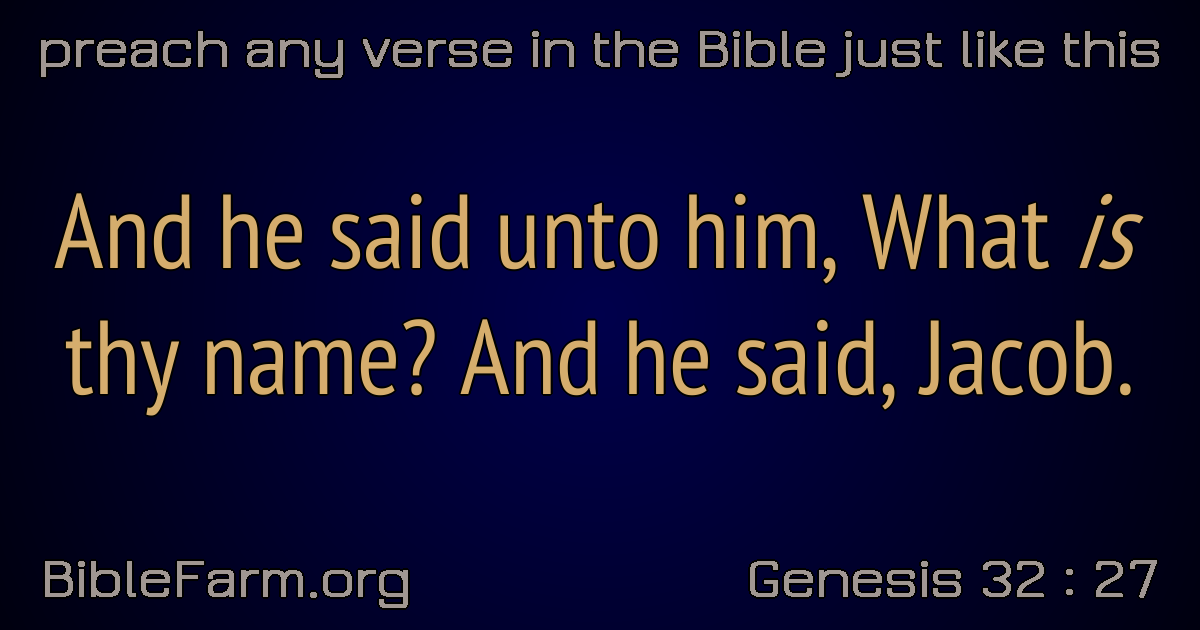 preach any verse in the Bible just like this
And he said unto him, What is
thy name? And he said, Jacob.
BibleFarm.org
Genesis 32 : 27